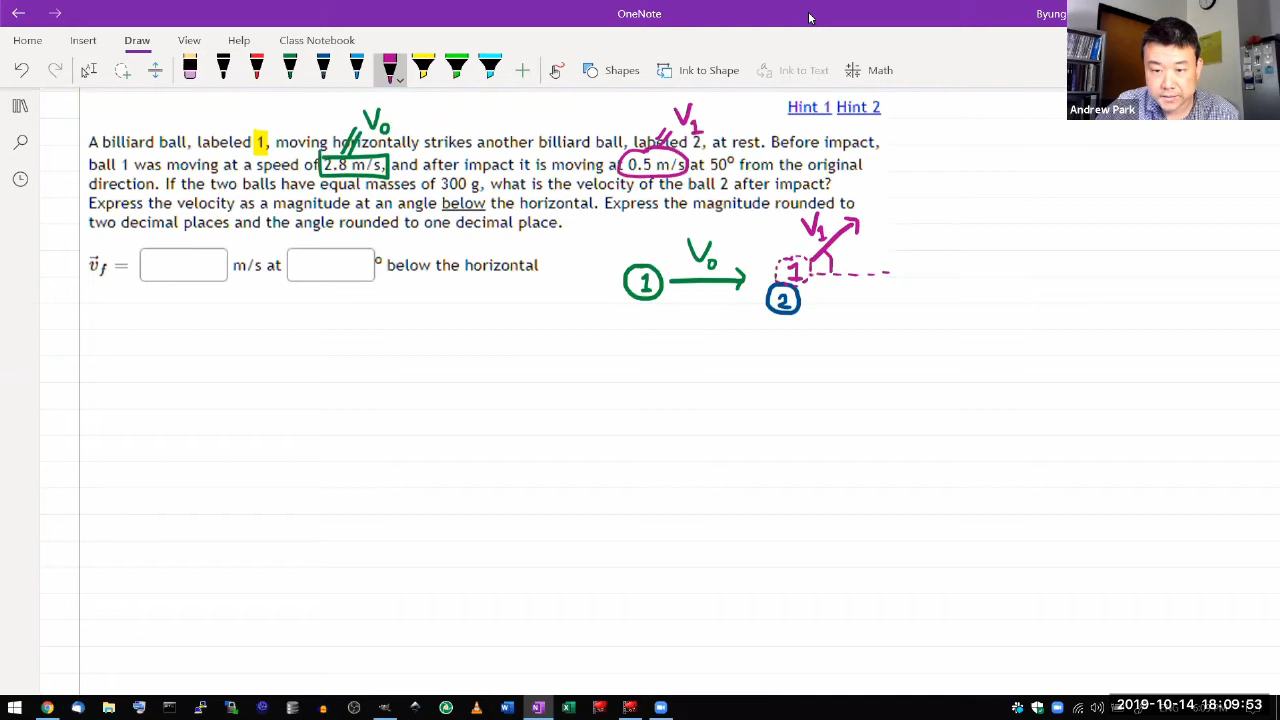 OneNote
Byung
Home Insert Draw View Help Class Notebook
Shapes Ink to Shape Ink to Text Math
Andrew Park
Hint 1 Hint 2
V₀ V₁
A billiard ball, labeled 1, moving horizontally strikes another billiard ball, labeled 2, at rest. Before impact,
ball 1 was moving at a speed of 2.8 m/s, and after impact it is moving at 0.5 m/s at 50° from the original
direction. If the two balls have equal masses of 300 g, what is the velocity of the ball 2 after impact?
Express the velocity as a magnitude at an angle below the horizontal. Express the magnitude rounded to
two decimal places and the angle rounded to one decimal place.
v⃗f = m/s at ° below the horizontal
V₀ V₁
1 1
2
2019-10-14 18:09:53